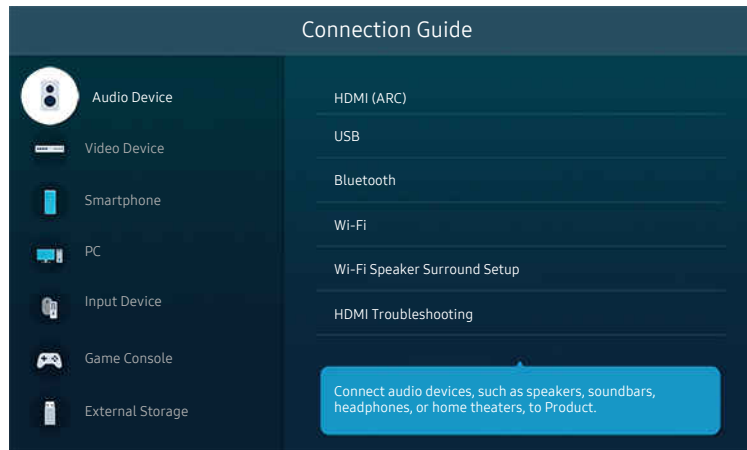 Connection Guide
Audio Device
Video Device
Smartphone
PC
Input Device
Game Console
External Storage
HDMI (ARC)
USB
Bluetooth
Wi-Fi
Wi-Fi Speaker Surround Setup
HDMI Troubleshooting
Connect audio devices, such as speakers, soundbars,
headphones, or home theaters, to Product.